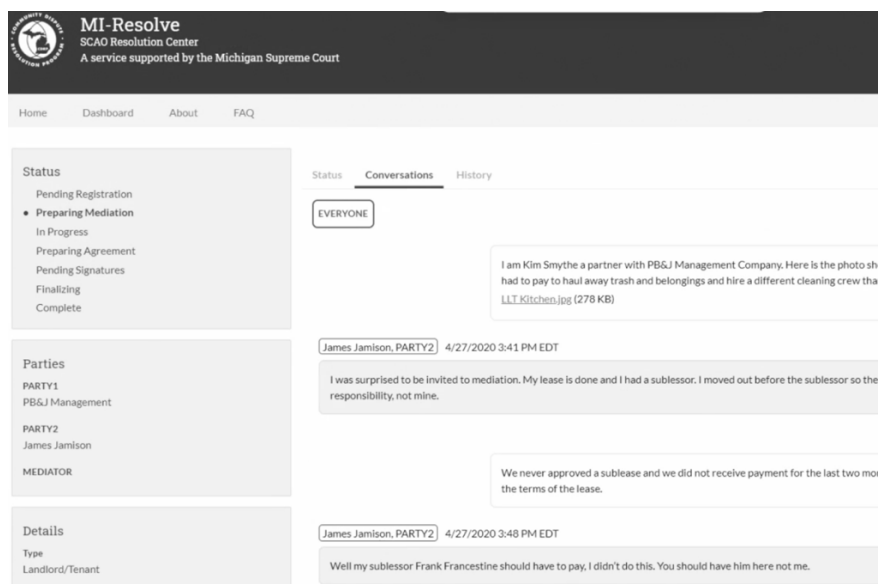 COMMUNITY DISPUTE
RESOLUTION PROGRAM
MI-Resolve
SCAO Resolution Center
A service supported by the Michigan Supreme Court
Home Dashboard About FAQ
Status
Pending Registration
• Preparing Mediation
In Progress
Preparing Agreement
Pending Signatures
Finalizing
Complete
Parties
PARTY1
PB&J Management
PARTY2
James Jamison
MEDIATOR
Details
Type
Landlord/Tenant
Status Conversations History
EVERYONE
I am Kim Smythe a partner with PB&J Management Company. Here is the photo sh
had to pay to haul away trash and belongings and hire a different cleaning crew tha
LLT Kitchen.jpg (278 KB)
James Jamison, PARTY2 4/27/2020 3:41 PM EDT
I was surprised to be invited to mediation. My lease is done and I had a sublessor. I moved out before the sublessor so the
responsibility, not mine.
We never approved a sublease and we did not receive payment for the last two mo
the terms of the lease.
James Jamison, PARTY2 4/27/2020 3:48 PM EDT
Well my sublessor Frank Francestine should have to pay, I didn't do this. You should have him here not me.